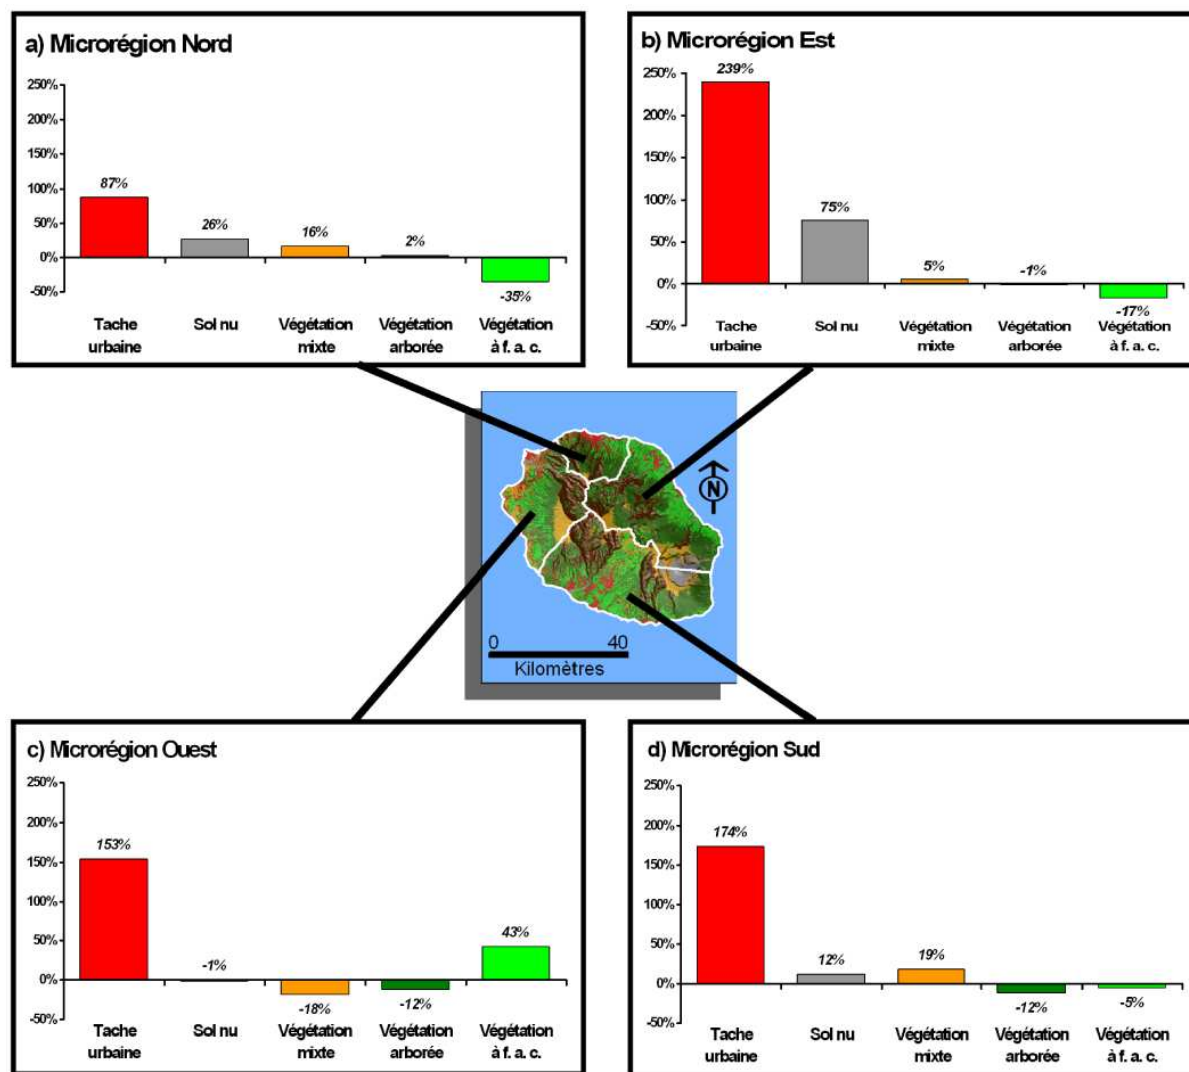 a) Microrégion Nord
250%
200%
150%
100%
50%
0%
-50%
87%
26%
16%
2%
-35%
Tache urbaine
Sol nu
Végétation mixte
Végétation arborée
Végétation à f. a. c.
b) Microrégion Est
250%
200%
150%
100%
50%
0%
-50%
239%
75%
5%
-1%
-17%
Tache urbaine
Sol nu
Végétation mixte
Végétation arborée
Végétation à f. a. c.
N
0 40
Kilomètres
c) Microrégion Ouest
250%
200%
150%
100%
50%
0%
-50%
153%
-1%
-18%
-12%
43%
Tache urbaine
Sol nu
Végétation mixte
Végétation arborée
Végétation à f. a. c.
d) Microrégion Sud
250%
200%
150%
100%
50%
0%
-50%
174%
12%
19%
-12%
-5%
Tache urbaine
Sol nu
Végétation mixte
Végétation arborée
Végétation à f. a. c.